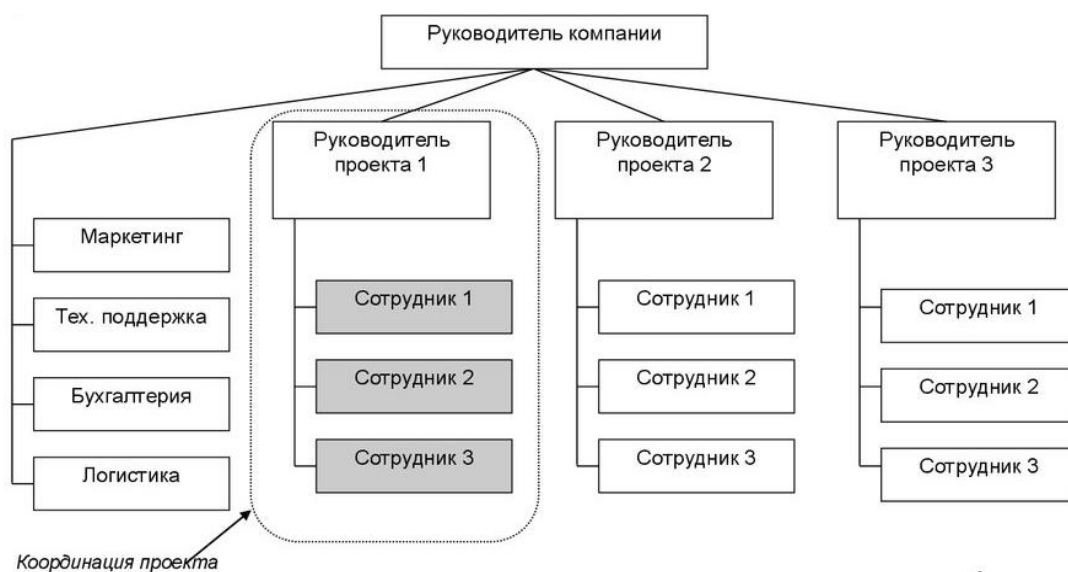 Руководитель компании
Руководитель
проекта 1
Руководитель
проекта 2
Руководитель
проекта 3
Маркетинг
Тех. поддержка
Бухгалтерия
Логистика
Сотрудник 1
Сотрудник 2
Сотрудник 3
Сотрудник 1
Сотрудник 2
Сотрудник 3
Сотрудник 1
Сотрудник 2
Сотрудник 3
Координация проекта